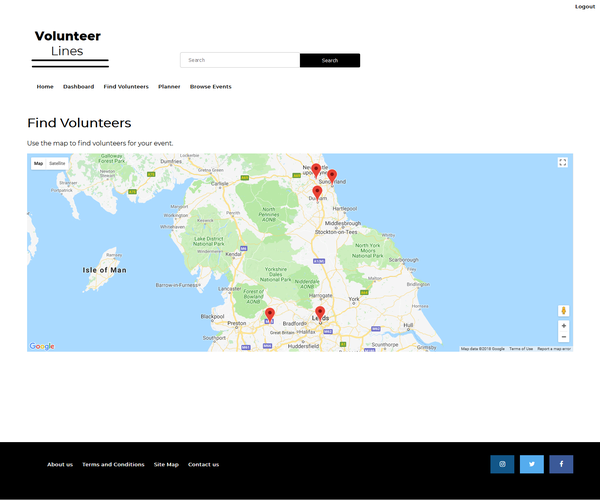 Logout
Volunteer
Lines
Search
Search
Home Dashboard Find Volunteers Planner Browse Events
Find Volunteers
Use the map to find volunteers for your event.
Map Satellite
Galloway
Forest Park
Dumfries
Carlisle
Sunderland
Durham
North
Pennines
AONB
Hartlepool
Workington
Whitehaven
Lake District
National Park
Middlesbrough
Stockton-on-Tees
Kendal
North York
Moors
National Park
Scarborough
Isle of Man
Barrow-in-Furness
Yorkshire
Dales
National Park
Lancaster
Forest of
Bowland
AONB
Nidderdale
AONB
Harrogate
York
Blackpool
Preston
Bradford
Leeds
Halifax
Hull
Southport
Huddersfield
Scunthorpe
Grimsby
Google
Map data ©2018 Google Terms of Use Report a map error
About us Terms and Conditions Site Map Contact us